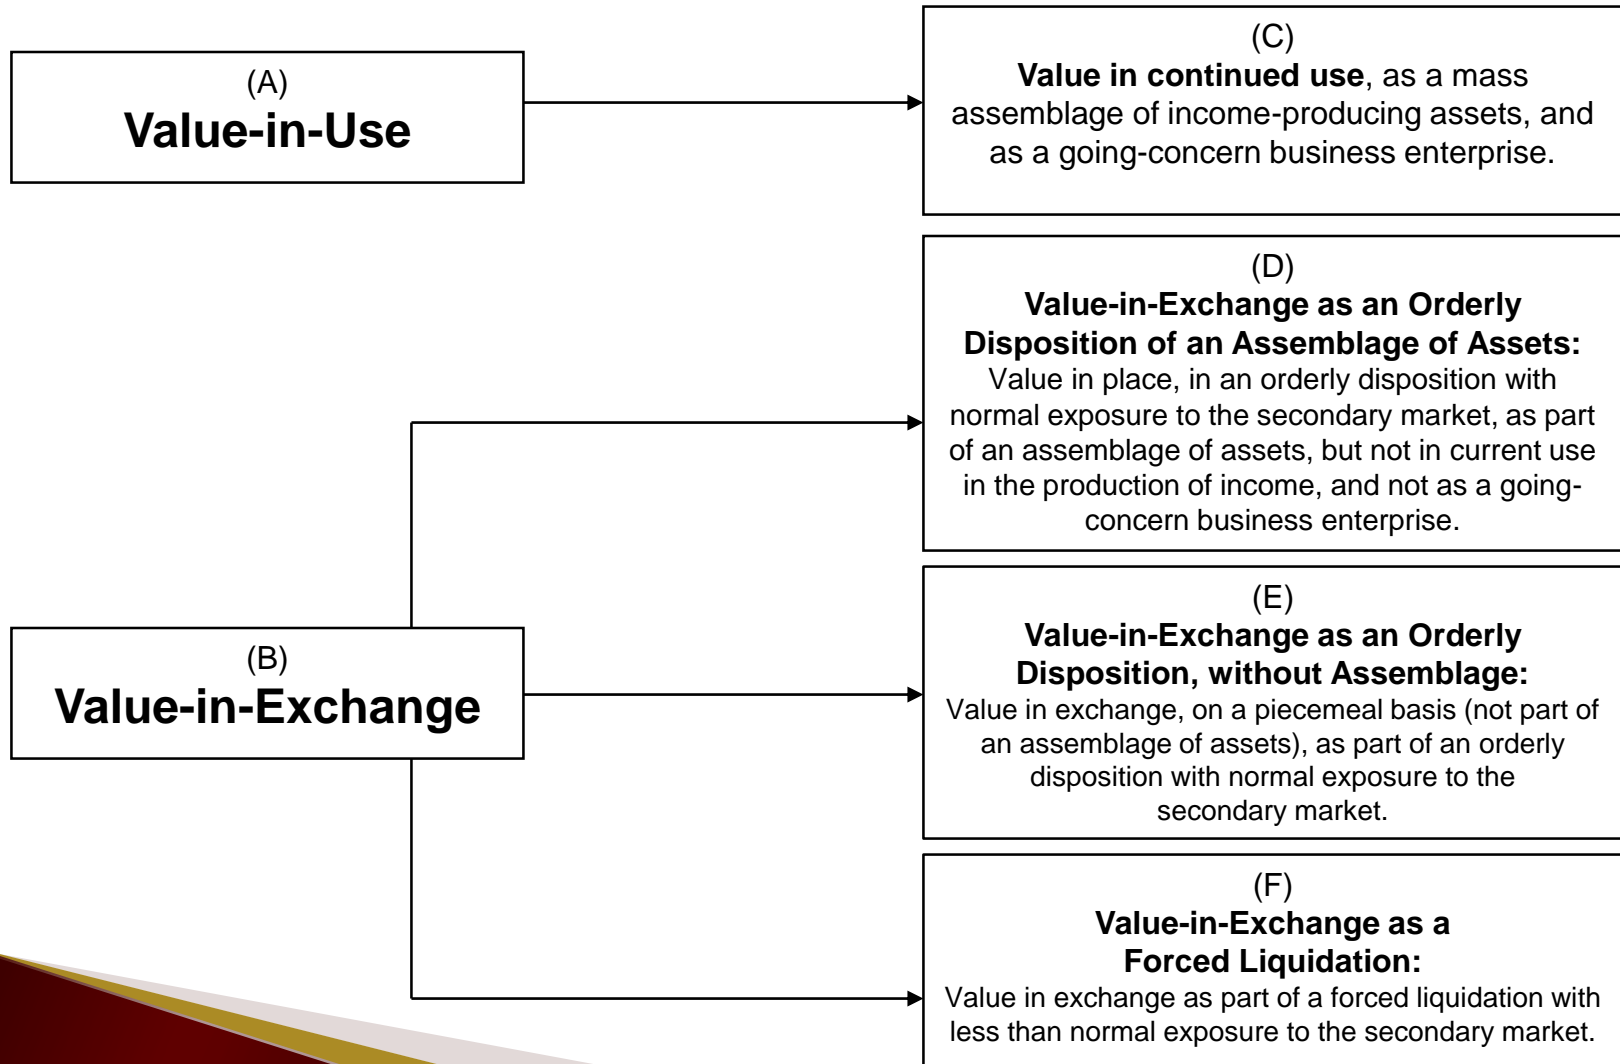 (A)
Value-in-Use
(C)
Value in continued use, as a mass
assemblage of income-producing assets, and
as a going-concern business enterprise.
(D)
Value-in-Exchange as an Orderly
Disposition of an Assemblage of Assets:
Value in place, in an orderly disposition with
normal exposure to the secondary market, as part
of an assemblage of assets, but not in current use
in the production of income, and not as a going-
concern business enterprise.
(B)
Value-in-Exchange
(E)
Value-in-Exchange as an Orderly
Disposition, without Assemblage:
Value in exchange, on a piecemeal basis (not part of
an assemblage of assets), as part of an orderly
disposition with normal exposure to the
secondary market.
(F)
Value-in-Exchange as a
Forced Liquidation:
Value in exchange as part of a forced liquidation with
less than normal exposure to the secondary market.